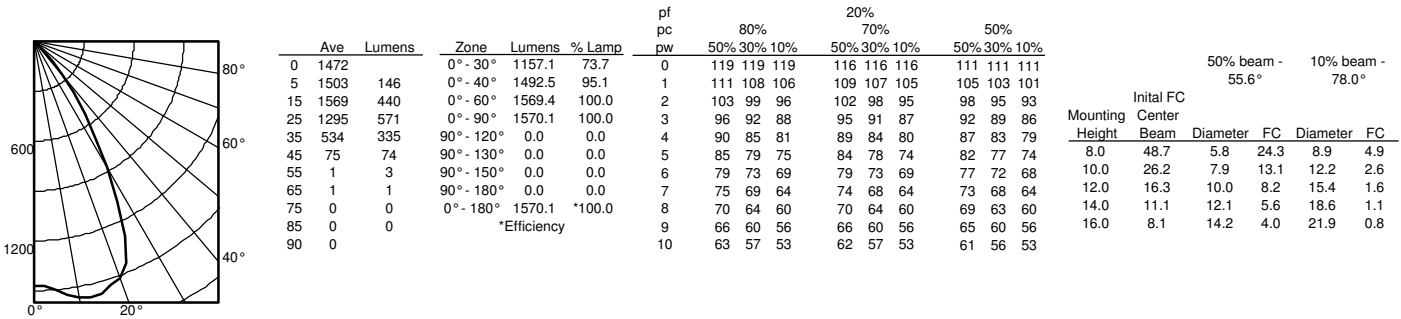 80°
60°
40°
600
1200
0° 20°
Ave Lumens
0 1472
5 1503 146
15 1569 440
25 1295 571
35 534 335
45 75 74
55 1 3
65 1 1
75 0 0
85 0 0
90 0
Zone Lumens % Lamp
0° - 30° 1157.1 73.7
0° - 40° 1492.5 95.1
0° - 60° 1569.4 100.0
0° - 90° 1570.1 100.0
90° - 120° 0.0 0.0
90° - 130° 0.0 0.0
90° - 150° 0.0 0.0
90° - 180° 0.0 0.0
0° - 180° 1570.1 *100.0
*Efficiency
pf 20%
pc 80% 70% 50%
pw 50% 30% 10% 50% 30% 10% 50% 30% 10%
0 119 119 119 116 116 116 111 111 111
1 111 108 106 109 107 105 105 103 101
2 103 99 96 102 98 95 98 95 93
3 96 92 88 95 91 87 92 89 86
4 90 85 81 89 84 80 87 83 79
5 85 79 75 84 78 74 82 77 74
6 79 73 69 79 73 69 77 72 68
7 75 69 64 74 68 64 73 68 64
8 70 64 60 70 64 60 69 63 60
9 66 60 56 66 60 56 65 60 56
10 63 57 53 62 57 53 61 56 53
50% beam - 10% beam -
55.6° 78.0°
Inital FC
Mounting Center
Height Beam Diameter FC Diameter FC
8.0 48.7 5.8 24.3 8.9 4.9
10.0 26.2 7.9 13.1 12.2 2.6
12.0 16.3 10.0 8.2 15.4 1.6
14.0 11.1 12.1 5.6 18.6 1.1
16.0 8.1 14.2 4.0 21.9 0.8